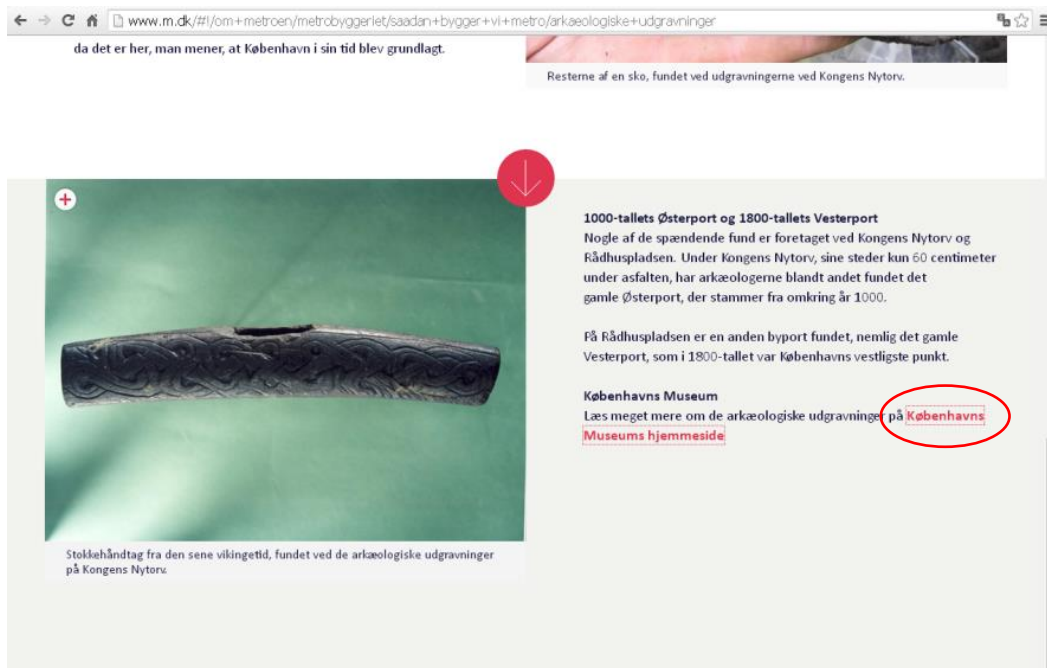 www.m.dk/#!/om+metroen/metrobyggeriet/saadan+bygger+vi+metro/arkaeologiske+udgravninger
da det er her, man mener, at København i sin tid blev grundlagt.
Resterne af en sko, fundet ved udgravningerne ved Kongens Nytorv.
1000-tallets Østerport og 1800-tallets Vesterport
Nogle af de spændende fund er foretaget ved Kongens Nytorv og
Rådhuspladsen. Under Kongens Nytorv, sine steder kun 60 centimeter
under asfalten, har arkæologerne blandt andet fundet det
gamle Østerport, der stammer fra omkring år 1000.
På Rådhuspladsen er en anden byport fundet, nemlig det gamle
Vesterport, som i 1800-tallet var Københavns vestligste punkt.
Københavns Museum
Læs meget mere om de arkæologiske udgravninger på Københavns
Museums hjemmeside
Stokkehåndtag fra den sene vikingetid, fundet ved de arkæologiske udgravninger
på Kongens Nytorv.